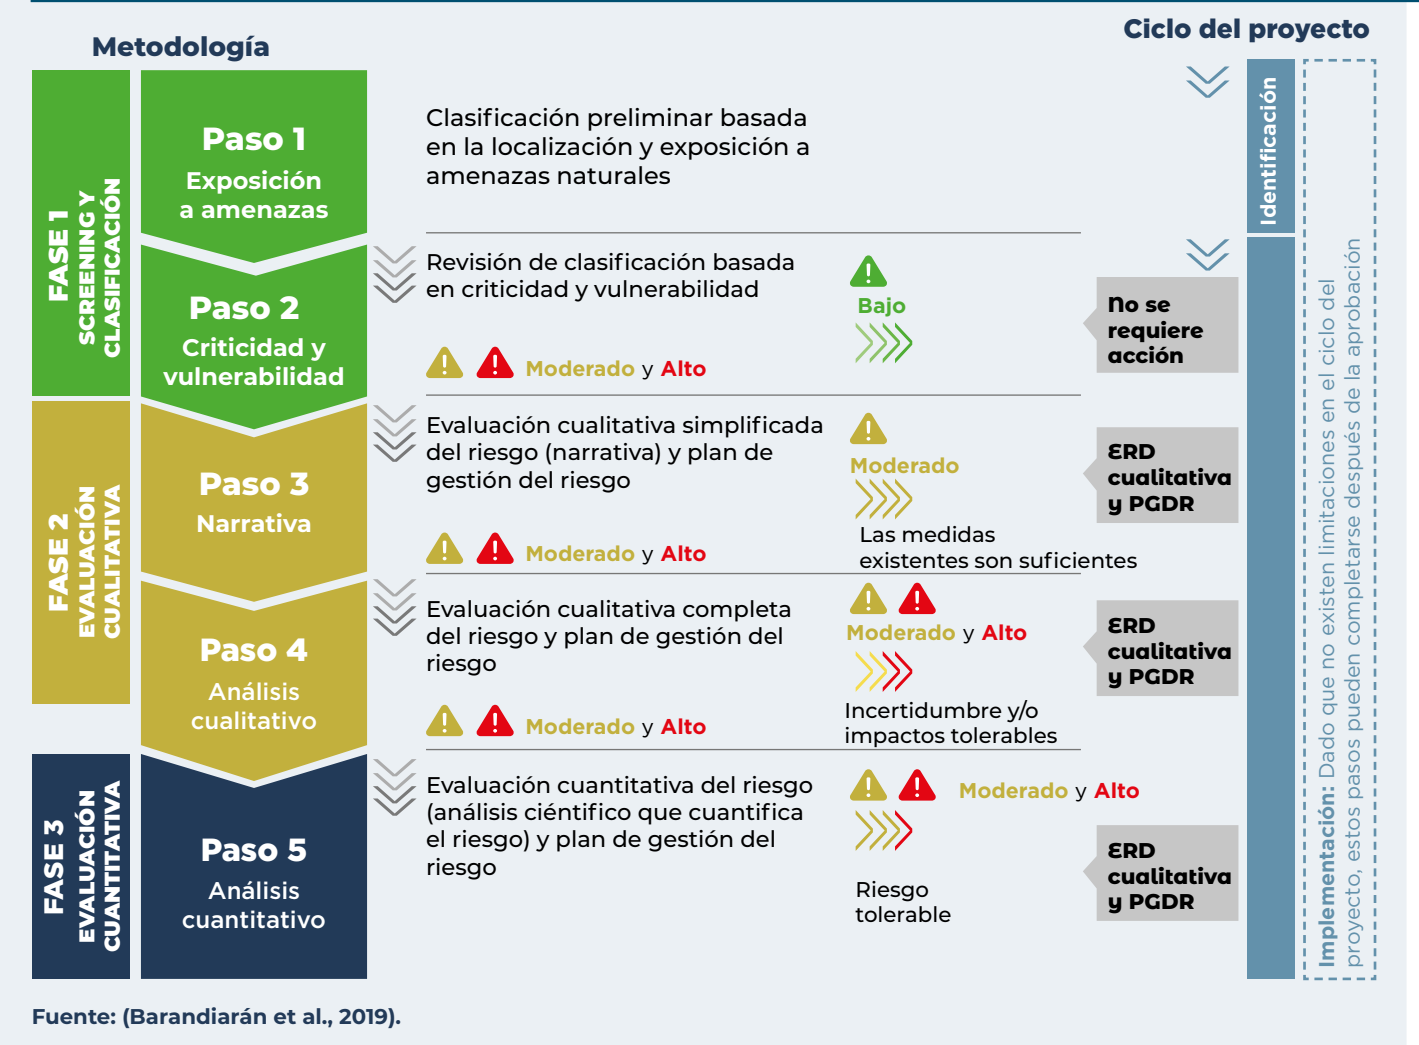 Metodología
Ciclo del proyecto
FASE 1
SCREENING Y
CLASIFICACIÓN
Paso 1
Exposición
a amenazas
Clasificación preliminar basada
en la localización y exposición a
amenazas naturales
Identificación
Paso 2
Criticidad y
vulnerabilidad
Revisión de clasificación basada
en criticidad y vulnerabilidad
Moderado y Alto
Bajo
No se
requiere
acción
FASE 2
EVALUACIÓN
CUALITATIVA
Paso 3
Narrativa
Evaluación cualitativa simplificada
del riesgo (narrativa) y plan de
gestión del riesgo
Moderado y Alto
Moderado
Las medidas
existentes son suficientes
ERD
cualitativa
y PGDR
Paso 4
Análisis
cualitativo
Evaluación cualitativa completa
del riesgo y plan de gestión del
riesgo
Moderado y Alto
Moderado y Alto
Incertidumbre y/o
impactos tolerables
ERD
cualitativa
y PGDR
FASE 3
EVALUACIÓN
CUANTITATIVA
Paso 5
Análisis
cuantitativo
Evaluación cuantitativa del riesgo
(análisis ciéntifico que cuantifica
el riesgo) y plan de gestión del
riesgo
Moderado y Alto
Riesgo
tolerable
ERD
cualitativa
y PGDR
Implementación: Dado que no existen limitaciones en el ciclo del
proyecto, estos pasos pueden completarse después de la aprobación
Fuente: (Barandiarán et al., 2019).